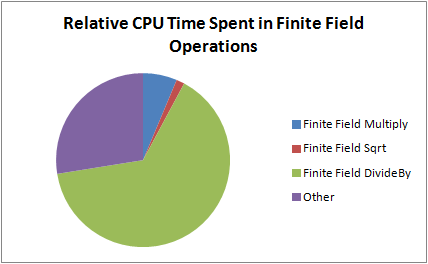 Relative CPU Time Spent in Finite Field
Operations
Finite Field Multiply
Finite Field Sqrt
Finite Field DivideBy
Other